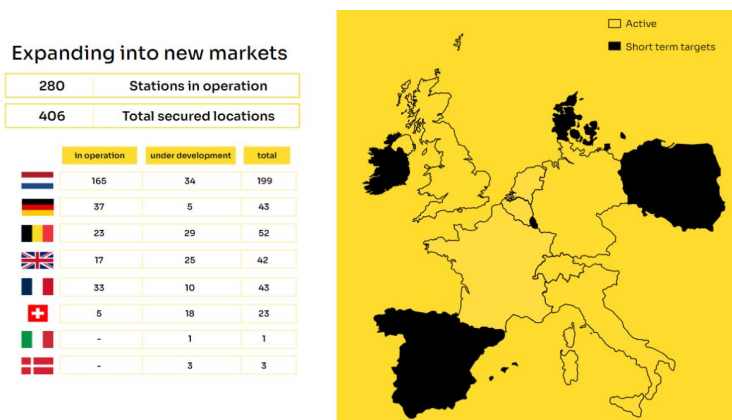 Expanding into new markets
280 Stations in operation
406 Total secured locations
in operation under development total
165 34 199
37 5 43
23 29 52
17 25 42
33 10 43
5 18 23
- 1 1
- 3 3
Active
Short term targets